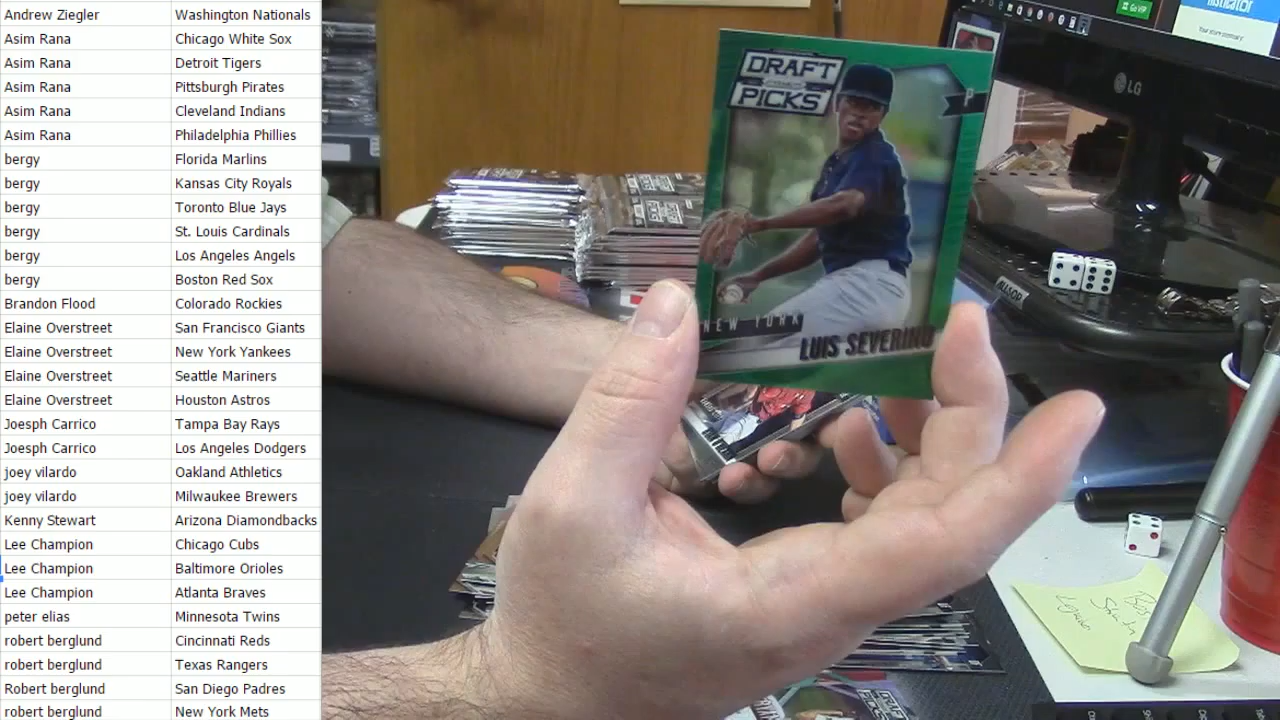 Andrew Ziegler Washington Nationals
Asim Rana Chicago White Sox
Asim Rana Detroit Tigers
Asim Rana Pittsburgh Pirates
Asim Rana Cleveland Indians
Asim Rana Philadelphia Phillies
bergy Florida Marlins
bergy Kansas City Royals
bergy Toronto Blue Jays
bergy St. Louis Cardinals
bergy Los Angeles Angels
bergy Boston Red Sox
Brandon Flood Colorado Rockies
Elaine Overstreet San Francisco Giants
Elaine Overstreet New York Yankees
Elaine Overstreet Seattle Mariners
Elaine Overstreet Houston Astros
Joesph Carrico Tampa Bay Rays
Joesph Carrico Los Angeles Dodgers
joey vilardo Oakland Athletics
joey vilardo Milwaukee Brewers
Kenny Stewart Arizona Diamondbacks
Lee Champion Chicago Cubs
Lee Champion Baltimore Orioles
Lee Champion Atlanta Braves
peter elias Minnesota Twins
robert berglund Cincinnati Reds
robert berglund Texas Rangers
Robert berglund San Diego Padres
robert berglund New York Mets
DRAFT
PICKS
P
NEW YORK
LUIS SEVERINO
LG
Go VIP
ALLSOP